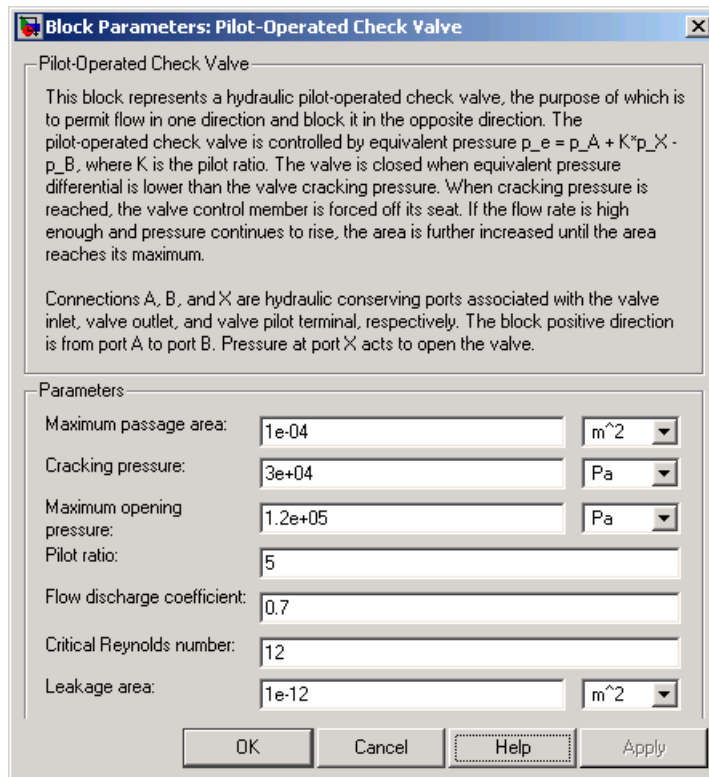 Block Parameters: Pilot-Operated Check Valve
Pilot-Operated Check Valve
This block represents a hydraulic pilot-operated check valve, the purpose of which is
to permit flow in one direction and block it in the opposite direction. The
pilot-operated check valve is controlled by equivalent pressure p_e = p_A + K*p_X -
p_B, where K is the pilot ratio. The valve is closed when equivalent pressure
differential is lower than the valve cracking pressure. When cracking pressure is
reached, the valve control member is forced off its seat. If the flow rate is high
enough and pressure continues to rise, the area is further increased until the area
reaches its maximum.
Connections A, B, and X are hydraulic conserving ports associated with the valve
inlet, valve outlet, and valve pilot terminal, respectively. The block positive direction
is from port A to port B. Pressure at port X acts to open the valve.
Parameters
Maximum passage area: 1e-04 m^2
Cracking pressure: 3e+04 Pa
Maximum opening
pressure: 1.2e+05 Pa
Pilot ratio: 5
Flow discharge coefficient: 0.7
Critical Reynolds number: 12
Leakage area: 1e-12 m^2
OK Cancel Help Apply